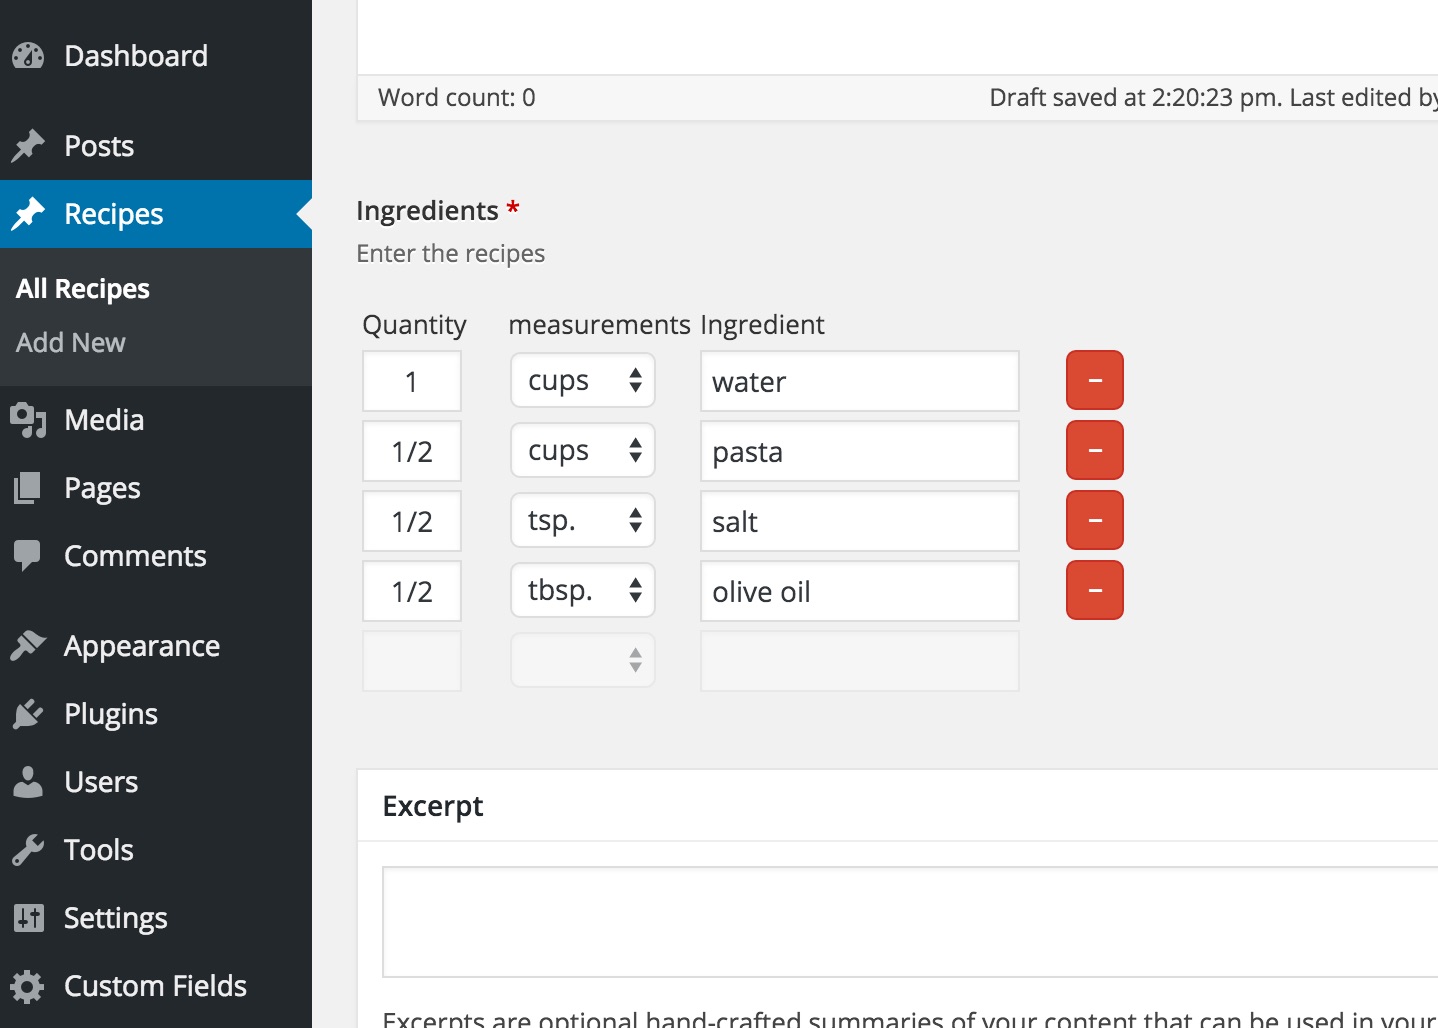 Dashboard
Posts
Recipes
All Recipes
Add New
Media
Pages
Comments
Appearance
Plugins
Users
Tools
Settings
Custom Fields
Word count: 0
Draft saved at 2:20:23 pm. Last edited by
Ingredients *
Enter the recipes
Quantity measurements Ingredient
1 cups water –
1/2 cups pasta –
1/2 tsp. salt –
1/2 tbsp. olive oil –
Excerpt
Excerpts are optional hand-crafted summaries of your content that can be used in your